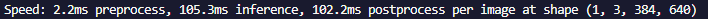 Speed: 2.2ms preprocess, 105.3ms inference, 102.2ms postprocess per image at shape (1, 3, 384, 640)